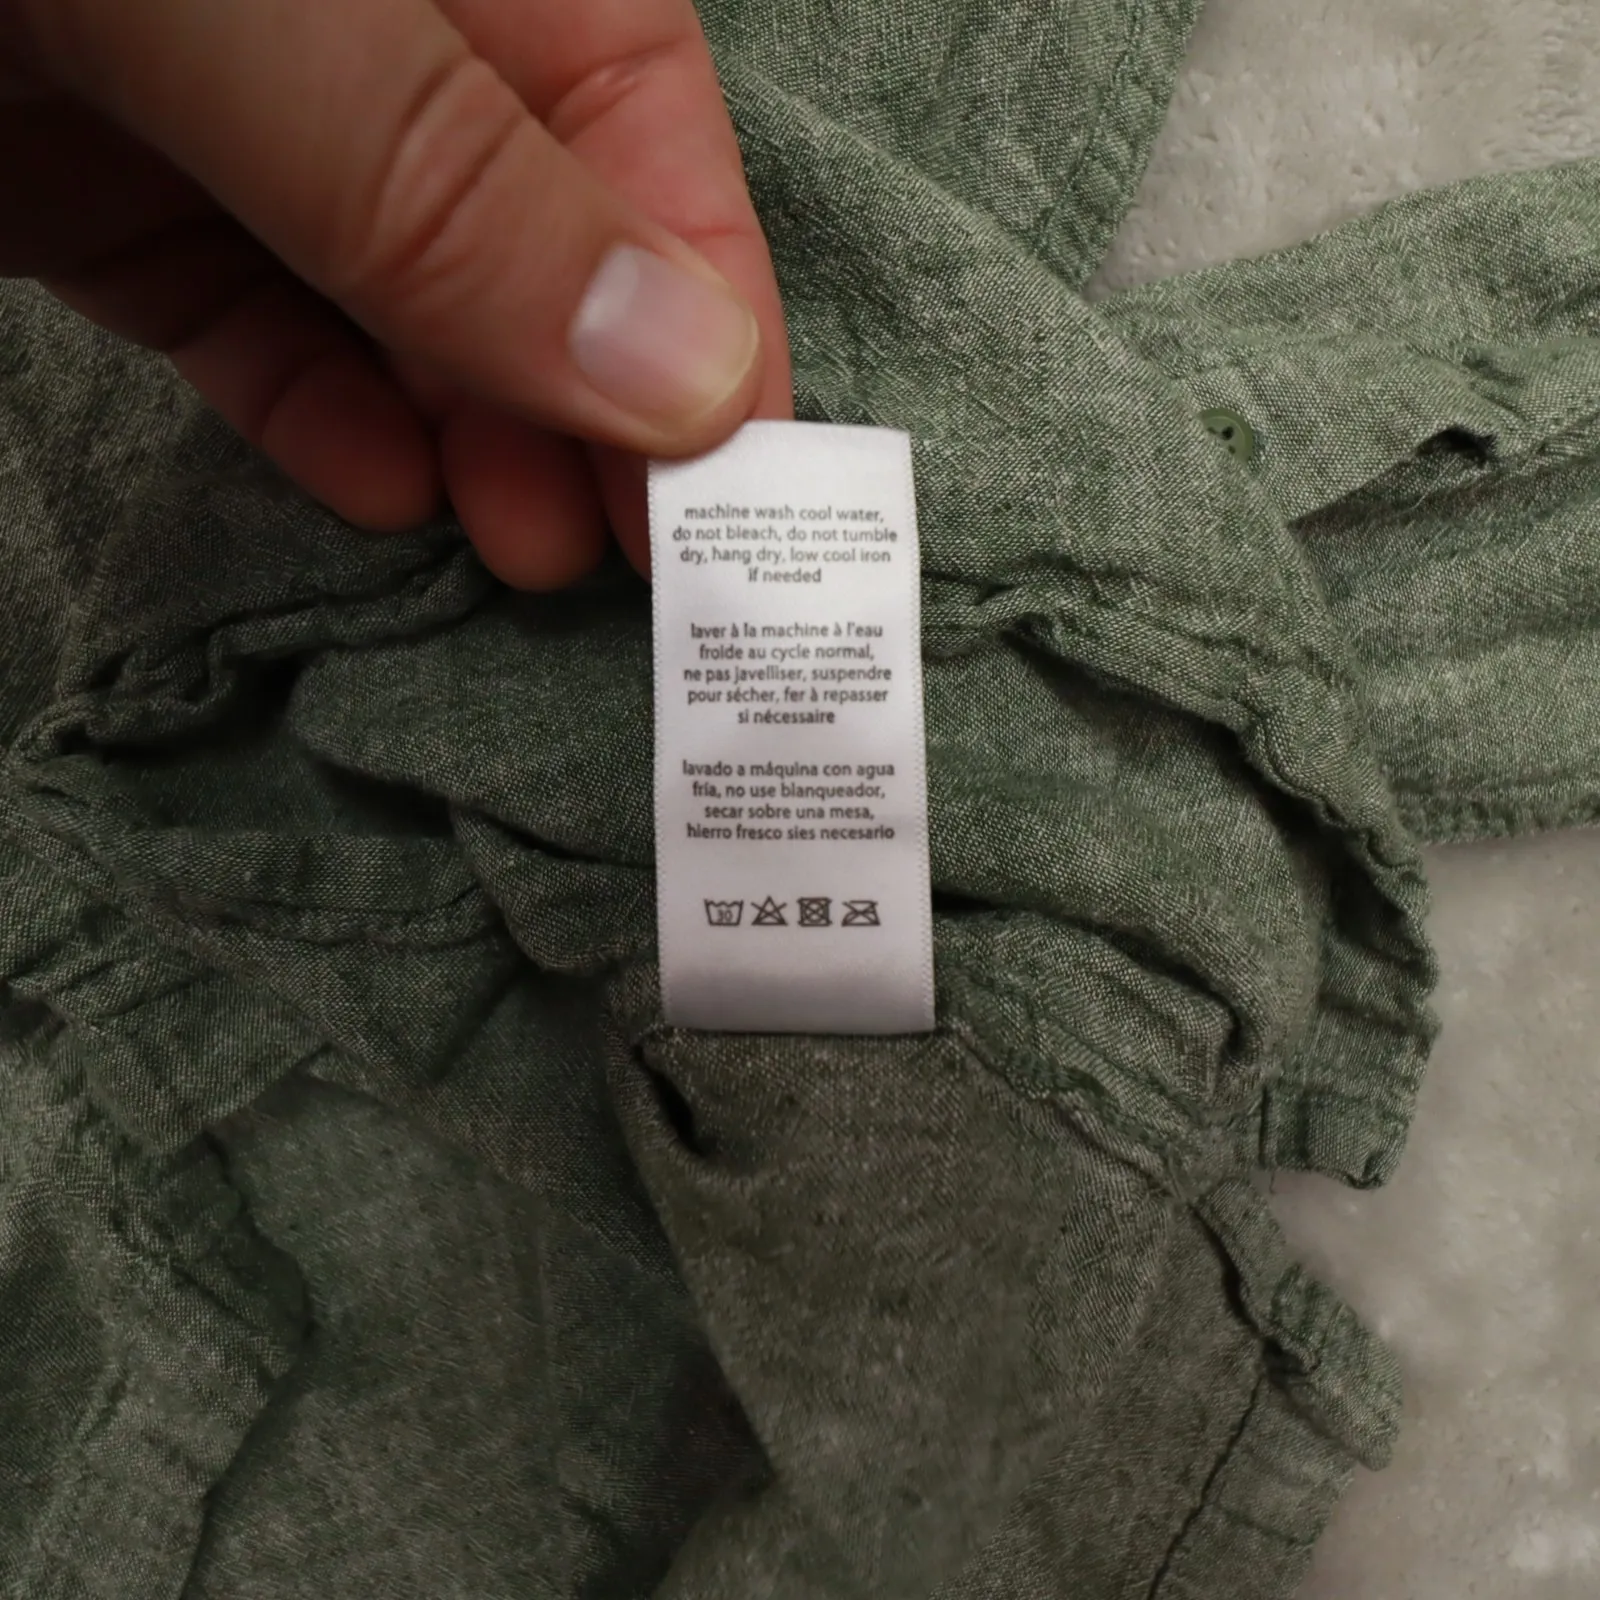 machine wash cool water,
do not bleach, do not tumble
dry, hang dry, low cool iron
if needed
laver à la machine à l'eau
froide au cycle normal,
ne pas javelliser, suspendre
pour sécher, fer à repasser
si nécessaire
lavado a máquina con agua
fría, no use blanqueador,
secar sobre una mesa,
hierro fresco sies necesario
30